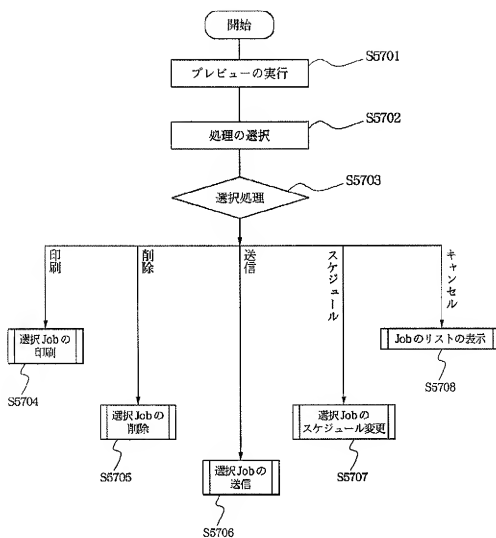 開始
プレビューの実行
S5701
処理の選択
S5702
選択処理
S5703
印刷
削除
送信
スケジュール
キャンセル
選択Jobの
印刷
S5704
Jobのリストの表示
S5708
選択Jobの
削除
S5705
選択Jobの
スケジュール変更
S5707
選択Jobの
送信
S5706